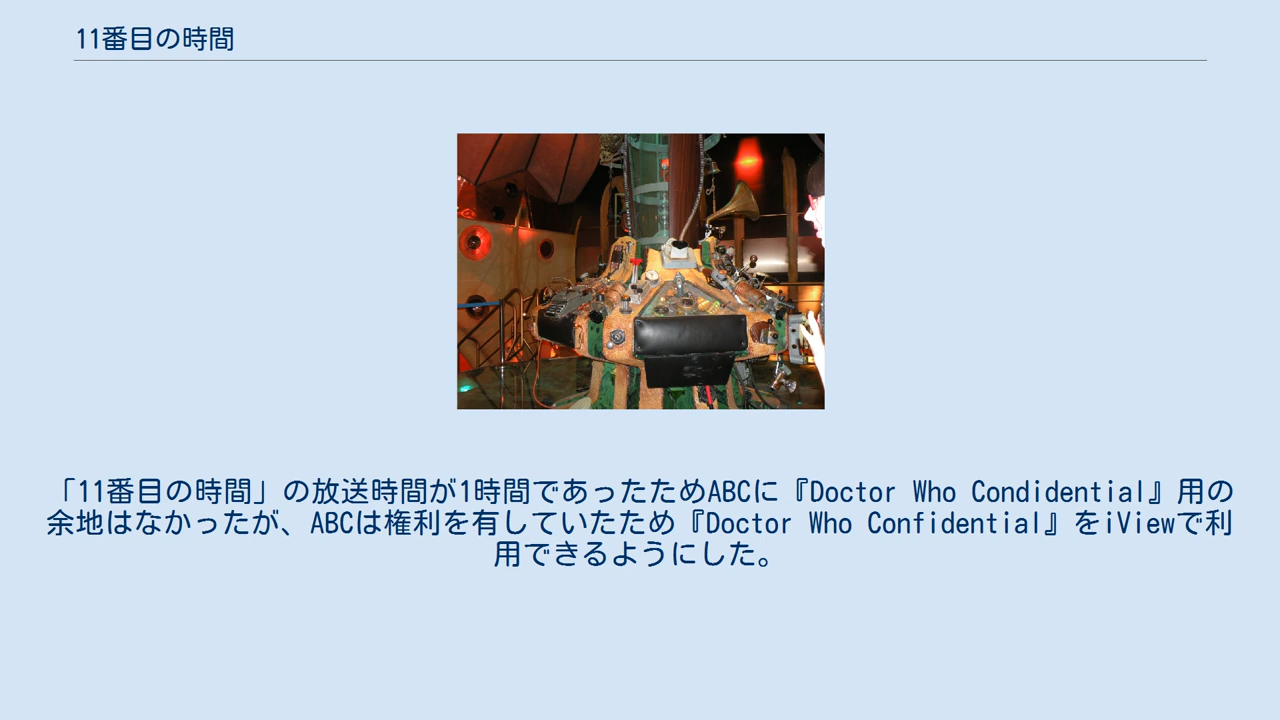 11番目の時間
「11番目の時間」の放送時間が1時間であったためABCに『Doctor Who Condidential』用の
余地はなかったが、ABCは権利を有していたため『Doctor Who Confidential』をiViewで利
用できるようにした。